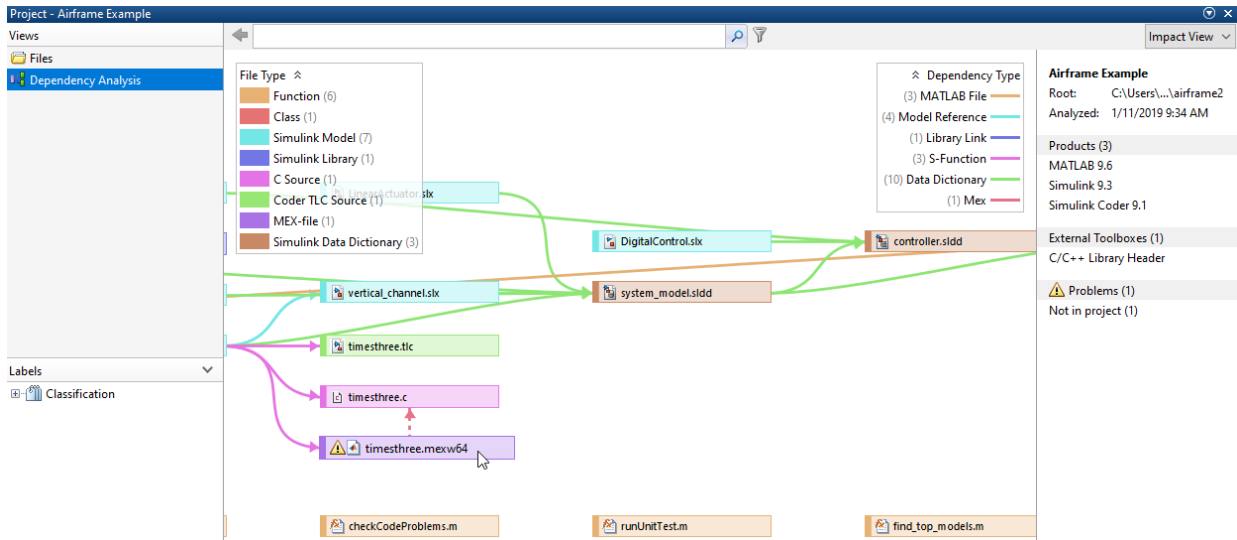 Project - Airframe Example
Views
Files
Dependency Analysis
Labels
Classification
Impact View
File Type
Function (6)
Class (1)
Simulink Model (7)
Simulink Library (1)
C Source (1)
Coder TLC Source (1)
MEX-file (1)
Simulink Data Dictionary (3)
Dependency Type
(3) MATLAB File
(4) Model Reference
(1) Library Link
(3) S-Function
(10) Data Dictionary
(1) Mex
LinearActuator.slx
DigitalControl.slx
controller.sldd
vertical_channel.slx
system_model.sldd
timesthree.tlc
timesthree.c
timesthree.mexw64
checkCodeProblems.m
runUnitTest.m
find_top_models.m
Airframe Example
Root: C:\Users\...\airframe2
Analyzed: 1/11/2019 9:34 AM
Products (3)
MATLAB 9.6
Simulink 9.3
Simulink Coder 9.1
External Toolboxes (1)
C/C++ Library Header
Problems (1)
Not in project (1)